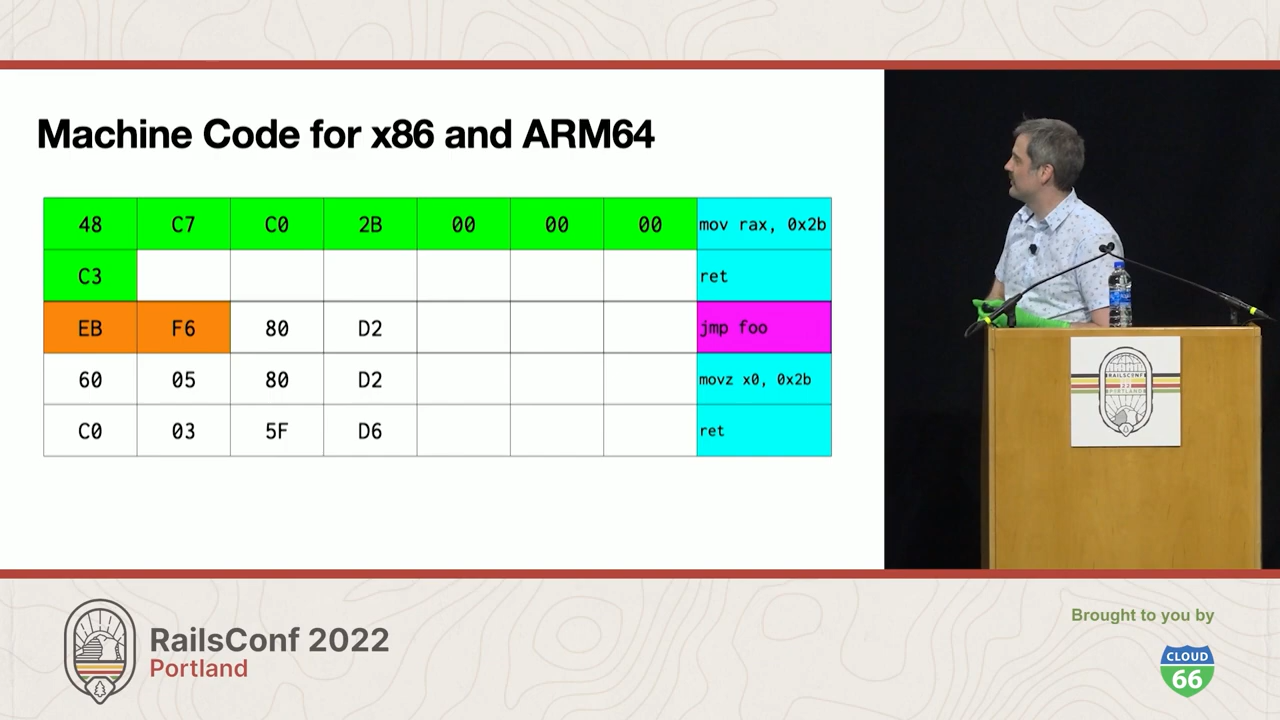 Machine Code for x86 and ARM64
48 C7 C0 2B 00 00 00 mov rax, 0x2b
C3 ret
EB F6 80 D2 jmp foo
60 05 80 D2 movz x0, 0x2b
C0 03 5F D6 ret
RAILSCONF
PORTLAND
RailsConf 2022
Portland
Brought to you by
CLOUD
66